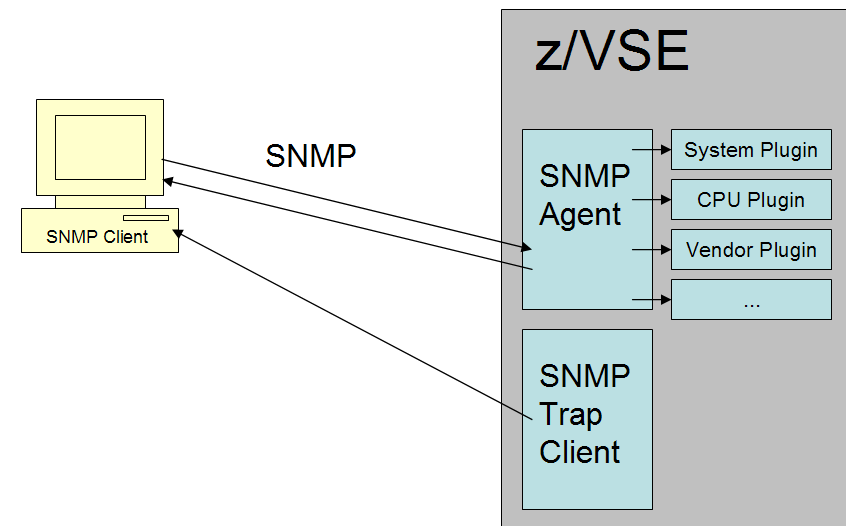 z/VSE
SNMP
SNMP Client
SNMP
Agent
System Plugin
CPU Plugin
Vendor Plugin
...
SNMP
Trap
Client